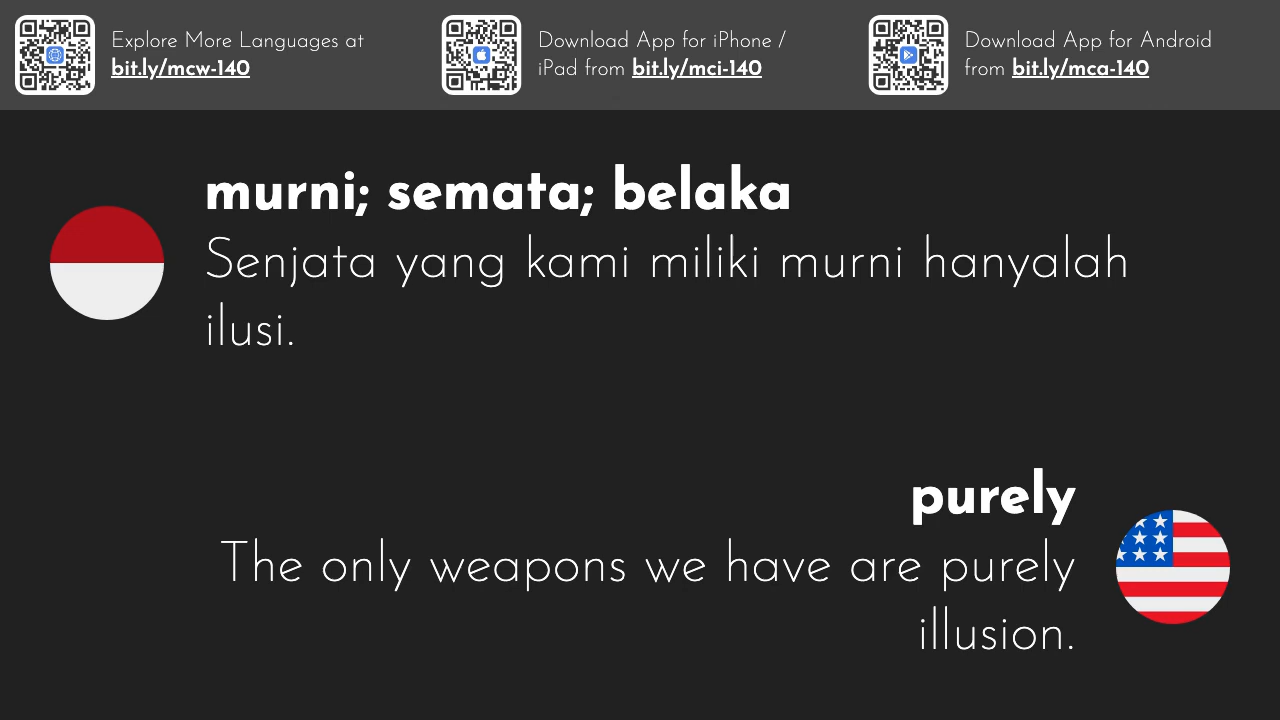 Explore More Languages at
bit.ly/mcw-140
Download App for iPhone /
iPad from bit.ly/mci-140
Download App for Android
from bit.ly/mca-140
murni; semata; belaka
Senjata yang kami miliki murni hanyalah
ilusi.
purely
The only weapons we have are purely
illusion.